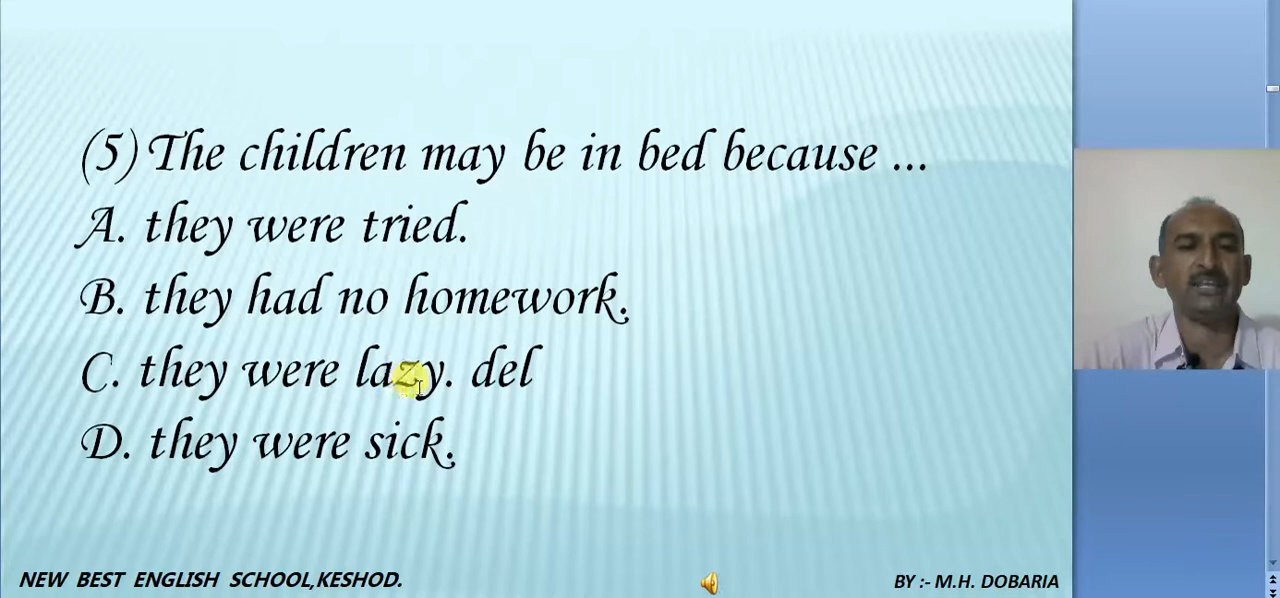 (5) The children may be in bed because ...
A. they were tried.
B. they had no homework.
C. they were lazy. del
D. they were sick.
NEW BEST ENGLISH SCHOOL,KESHOD.
BY :- M.H. DOBARIA